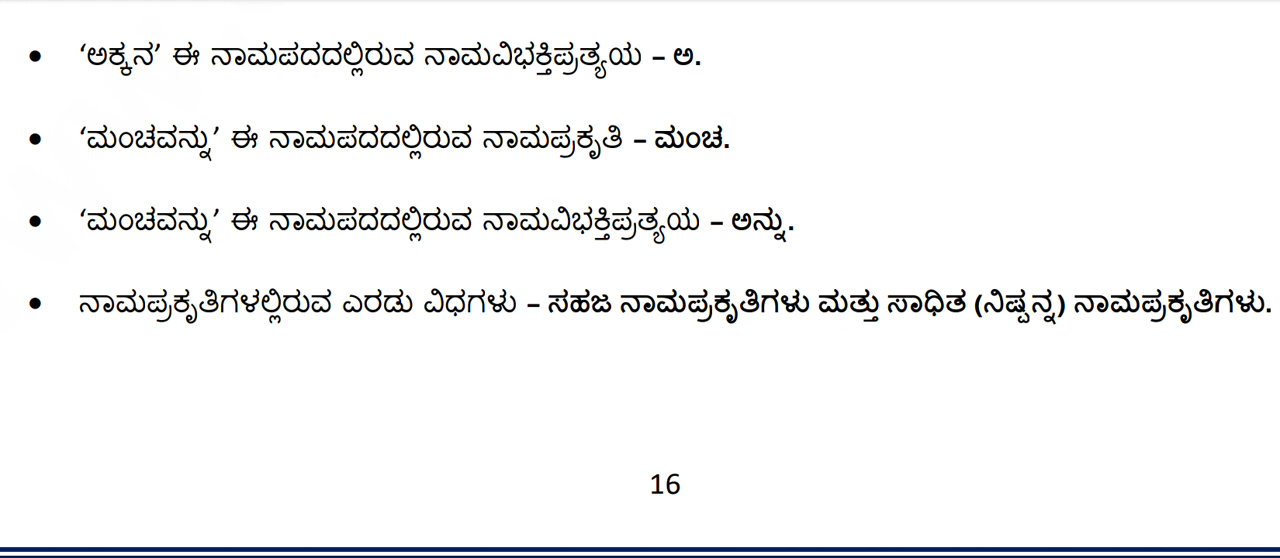 • ‘ಅಕ್ಕನ’ ಈ ನಾಮಪದದಲ್ಲಿರುವ ನಾಮವಿಭಕ್ತಿಪ್ರತ್ಯಯ – ಅ.
• ‘ಮಂಚವನ್ನು’ ಈ ನಾಮಪದದಲ್ಲಿರುವ ನಾಮಪ್ರಕೃತಿ – ಮಂಚ.
• ‘ಮಂಚವನ್ನು’ ಈ ನಾಮಪದದಲ್ಲಿರುವ ನಾಮವಿಭಕ್ತಿಪ್ರತ್ಯಯ – ಅನ್ನು.
• ನಾಮಪ್ರಕೃತಿಗಳಲ್ಲಿರುವ ಎರಡು ವಿಧಗಳು – ಸಹಜ ನಾಮಪ್ರಕೃತಿಗಳು ಮತ್ತು ಸಾಧಿತ (ನಿಷ್ಪನ್ನ) ನಾಮಪ್ರಕೃತಿಗಳು.
16